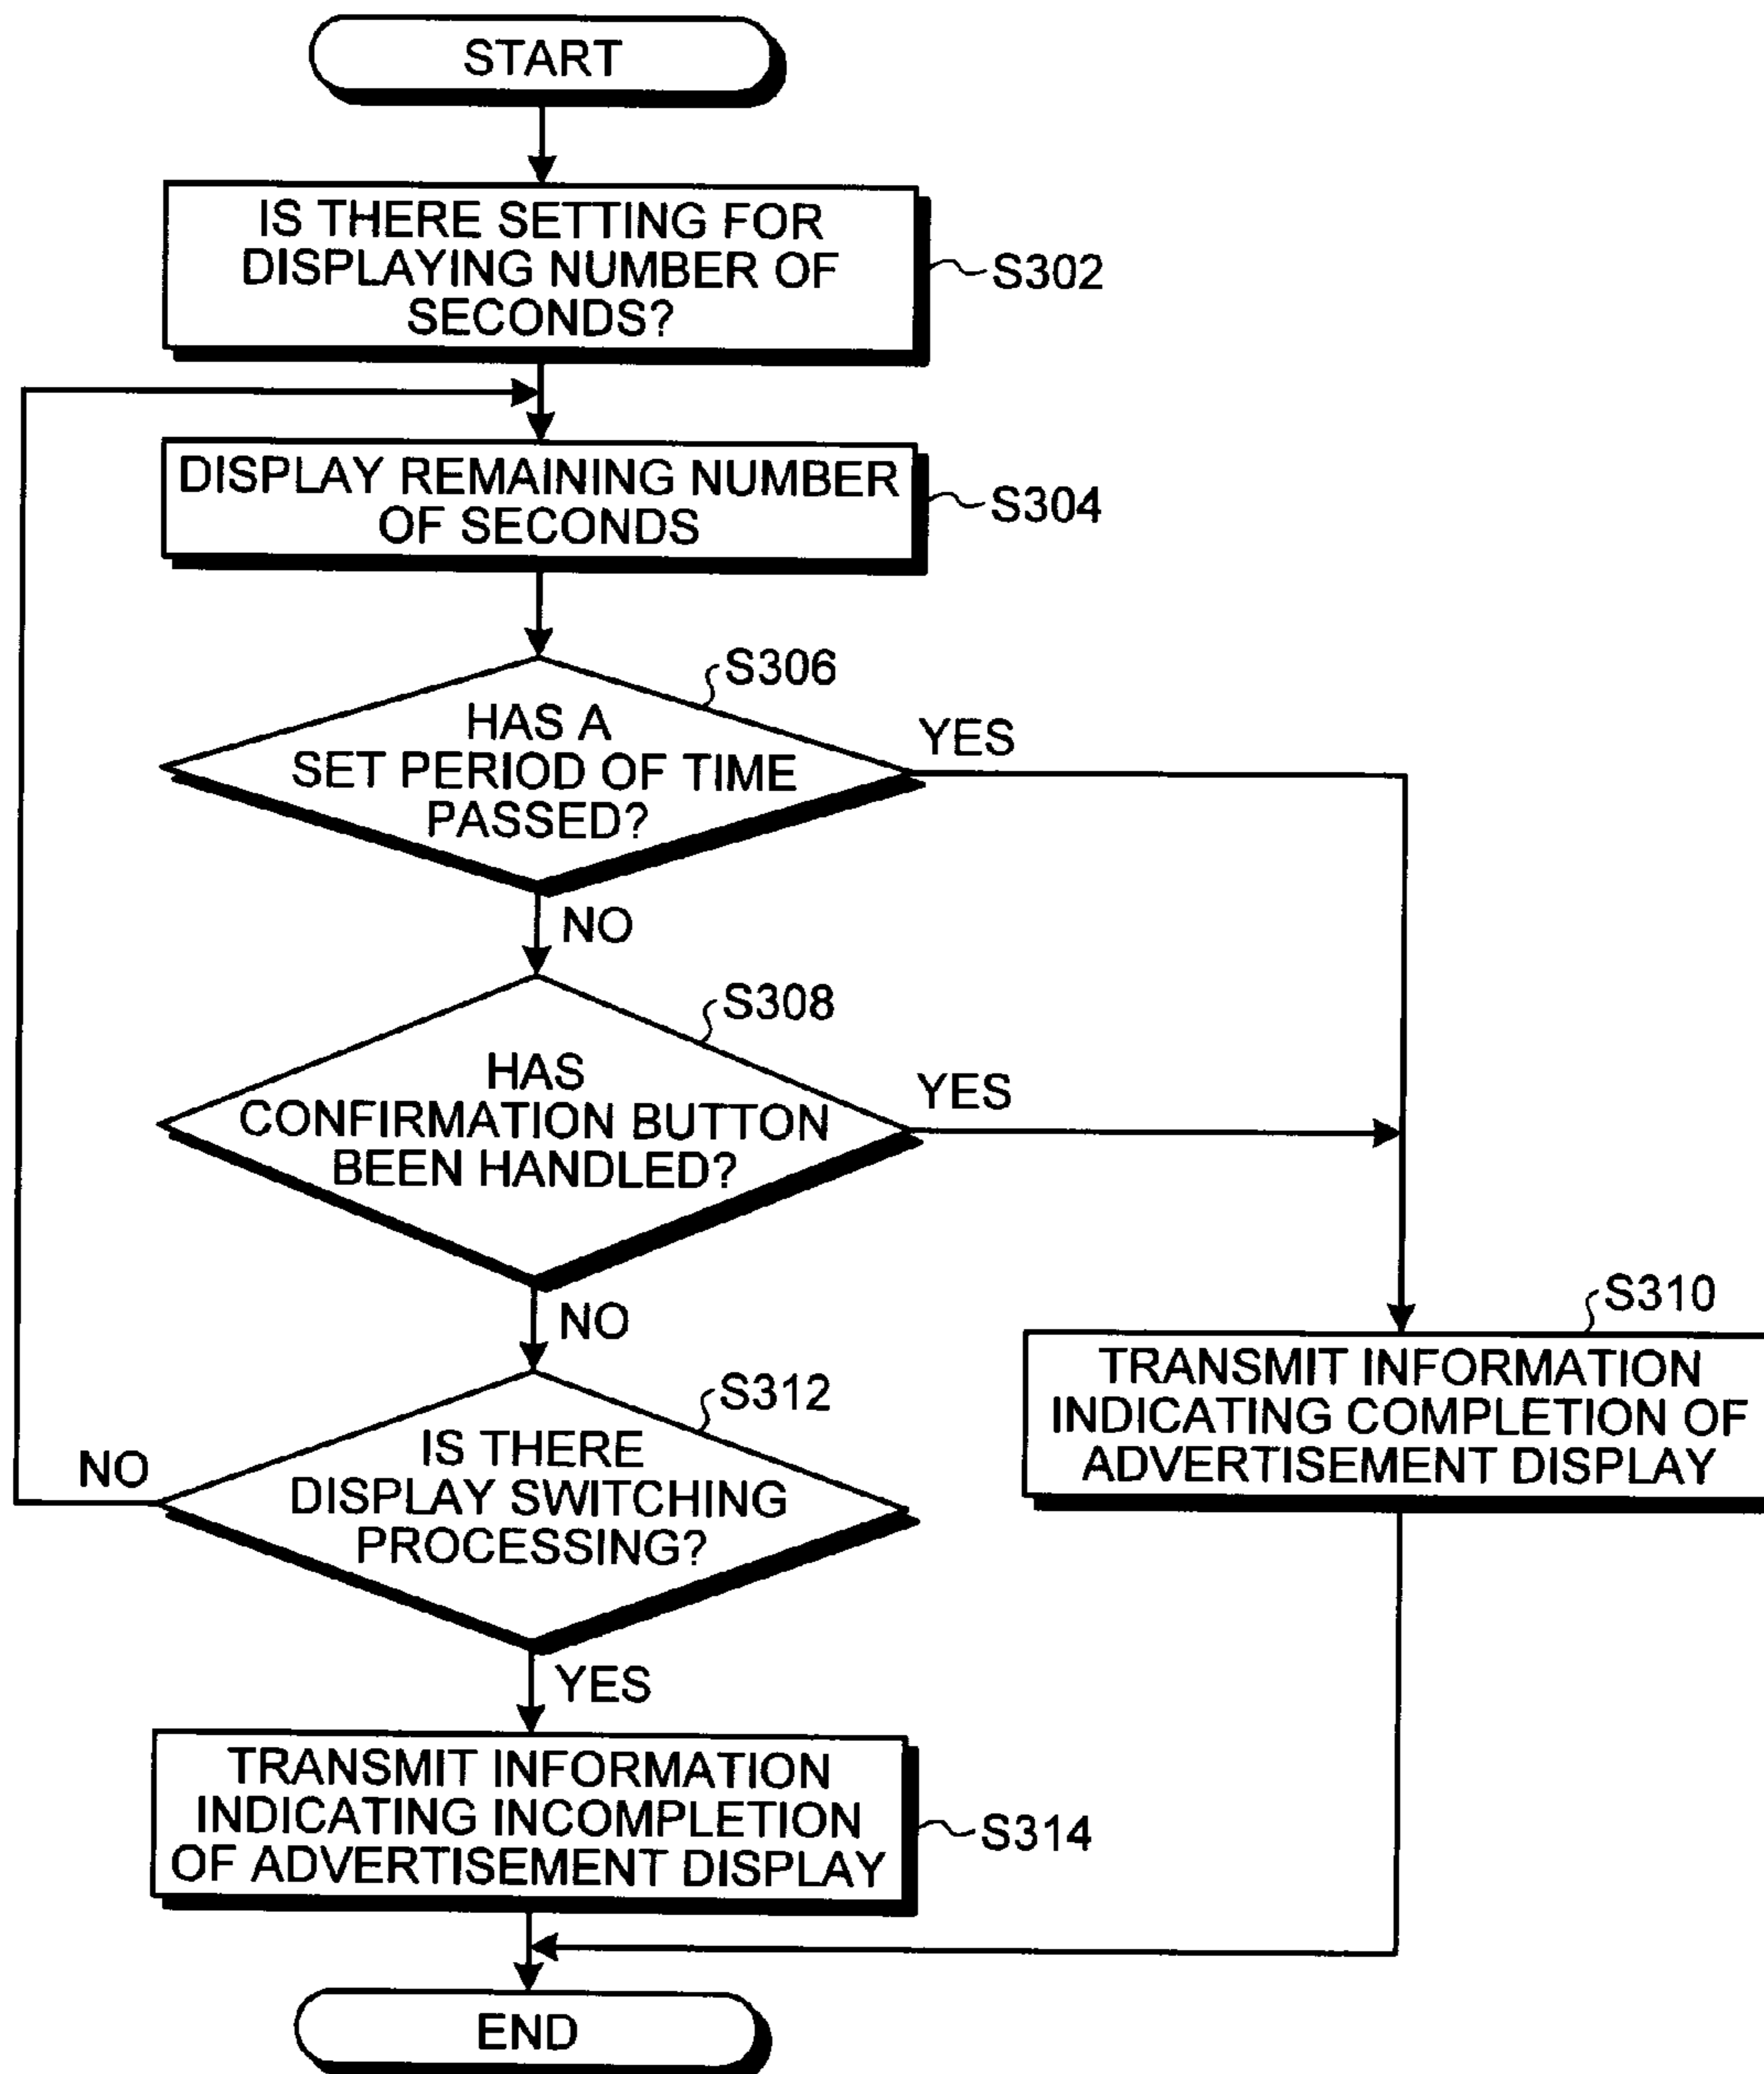 START
IS THERE SETTING FOR
DISPLAYING NUMBER OF
SECONDS?
S302
DISPLAY REMAINING NUMBER
OF SECONDS
S304
S306
HAS A
SET PERIOD OF TIME
PASSED?
YES
NO
S308
HAS
CONFIRMATION BUTTON
BEEN HANDLED?
YES
NO
S310
TRANSMIT INFORMATION
INDICATING COMPLETION OF
ADVERTISEMENT DISPLAY
S312
IS THERE
DISPLAY SWITCHING
PROCESSING?
NO
YES
TRANSMIT INFORMATION
INDICATING INCOMPLETION
OF ADVERTISEMENT DISPLAY
S314
END